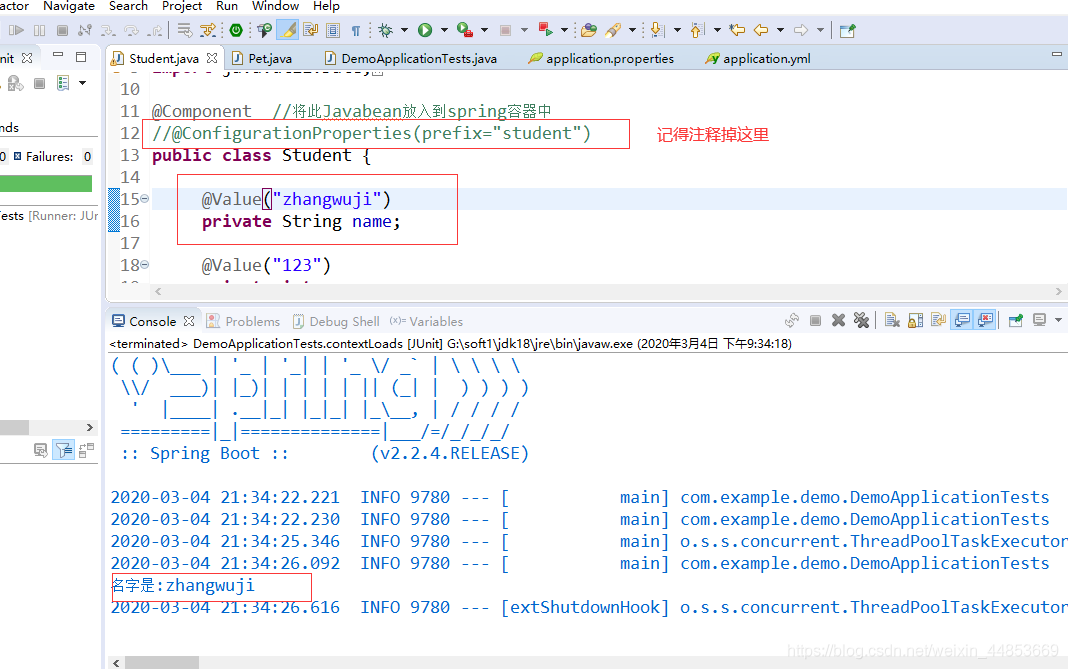 actor Navigate Search Project Run Window Help
nit
Student.java Pet.java DemoApplicationTests.java application.properties application.yml
10
11 @Component //将此Javabean放入到spring容器中
12 //@ConfigurationProperties(prefix="student") 记得注释掉这里
nds
0 Failures: 0
13 public class Student {
14
15 @Value("zhangwuji")
ests [Runner: JUr
16 private String name;
17
18 @Value("123")
Console Problems Debug Shell (x)= Variables
<terminated> DemoApplicationTests.contextLoads [JUnit] G:\soft1\jdk18\jre\bin\javaw.exe (2020年3月4日 下午9:34:18)
( ( )\___ | '_ | '_| | '_ \/ _` | \ \ \ \
\\/ ___)| |_)| | | | | || (_| | ) ) ) )
' |____| .__|_| |_|_| |_\__, | / / / /
=========|_|==============|___/=/_/_/_/
:: Spring Boot :: (v2.2.4.RELEASE)
2020-03-04 21:34:22.221 INFO 9780 --- [ main] com.example.demo.DemoApplicationTests
2020-03-04 21:34:22.230 INFO 9780 --- [ main] com.example.demo.DemoApplicationTests
2020-03-04 21:34:25.346 INFO 9780 --- [ main] o.s.s.concurrent.ThreadPoolTaskExecutor
2020-03-04 21:34:26.092 INFO 9780 --- [ main] com.example.demo.DemoApplicationTests
名字是:zhangwuji
2020-03-04 21:34:26.616 INFO 9780 --- [extShutdownHook] o.s.s.concurrent.ThreadPoolTaskExecutor
https://blog.csdn.net/weixin_44853669